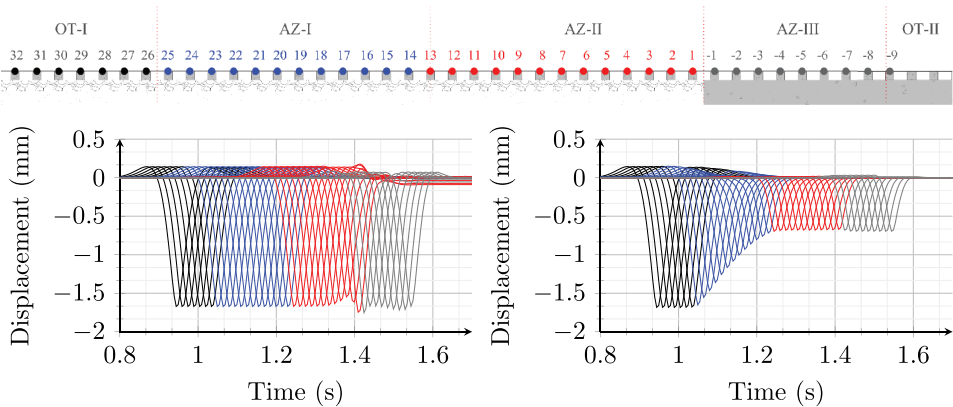 OT-I AZ-I AZ-II AZ-III OT-II
32 31 30 29 28 27 26 25 24 23 22 21 20 19 18 17 16 15 14 13 12 11 10 9 8 7 6 5 4 3 2 1 -1 -2 -3 -4 -5 -6 -7 -8 -9
Displacement (mm)
0.5
0
−0.5
−1
−1.5
−2
0.8 1 1.2 1.4 1.6
Time (s)
Displacement (mm)
0.5
0
−0.5
−1
−1.5
−2
0.8 1 1.2 1.4 1.6
Time (s)